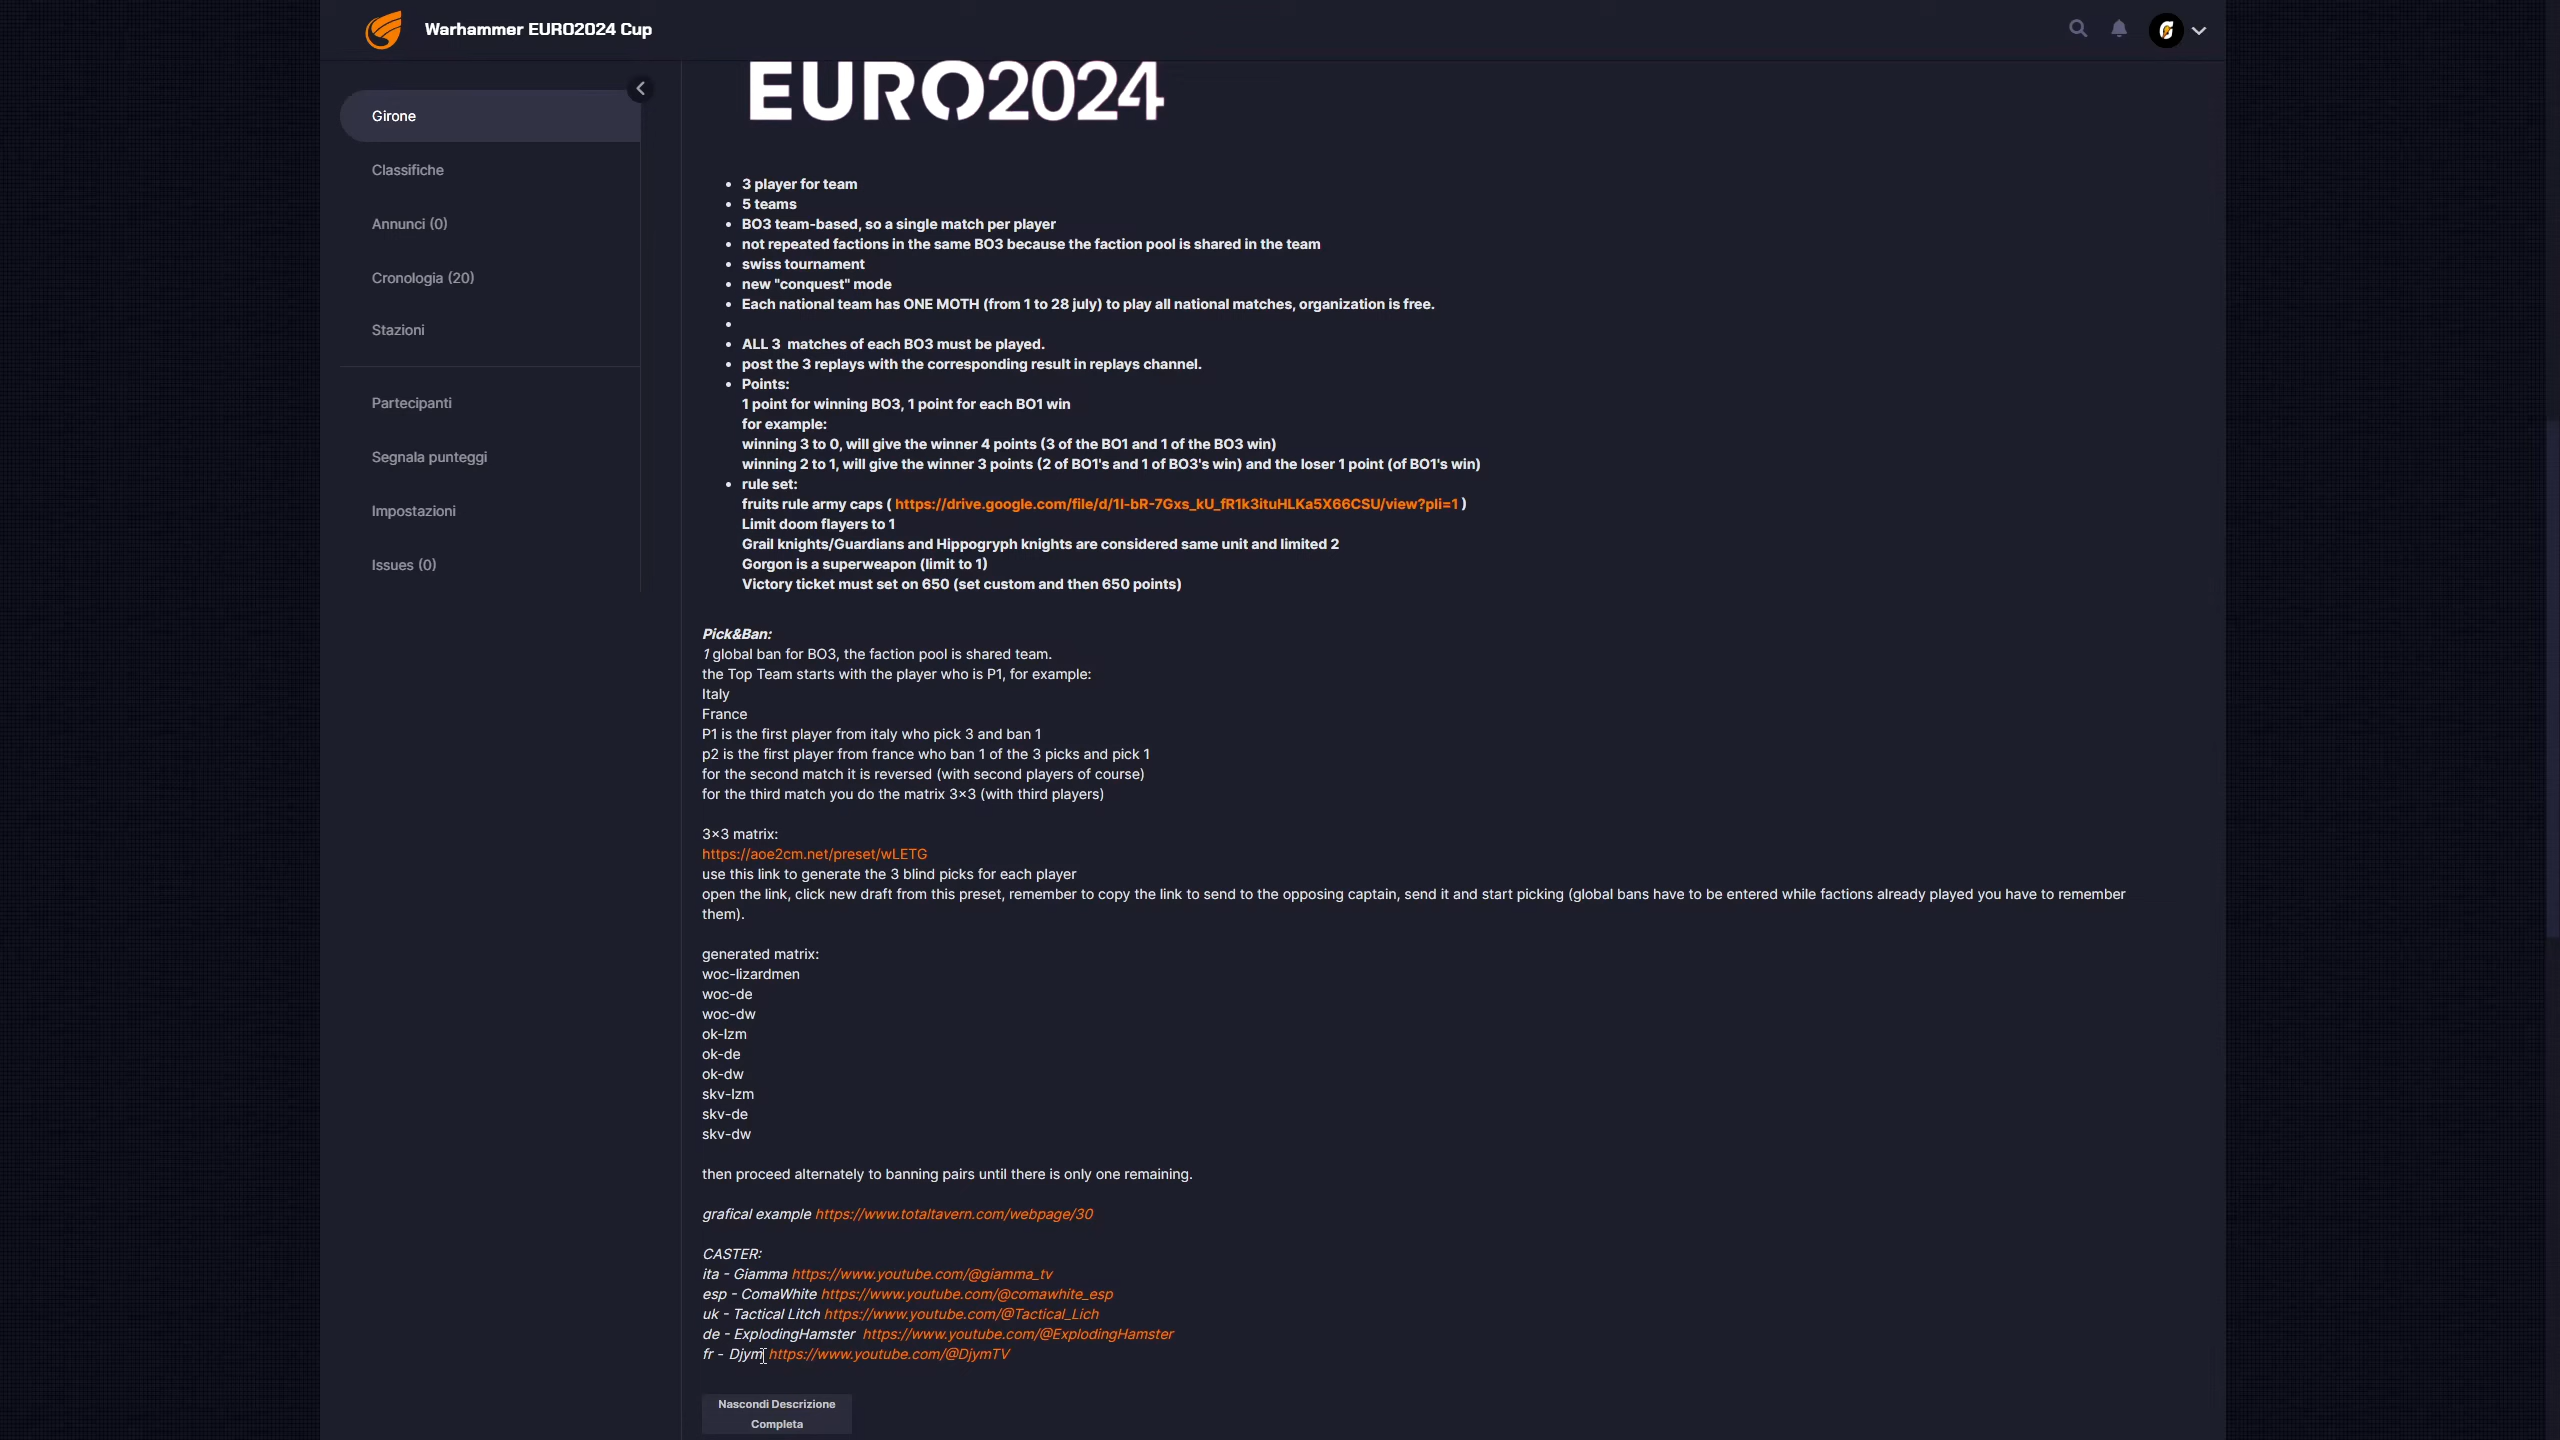 Warhammer EURO2024 Cup
Girone
Classifiche
Annunci (0)
Cronologia (20)
Stazioni
Partecipanti
Segnala punteggi
Impostazioni
Issues (0)
EURO2024
3 player for team
5 teams
BO3 team-based, so a single match per player
not repeated factions in the same BO3 because the faction pool is shared in the team
swiss tournament
new "conquest" mode
Each national team has ONE MOTH (from 1 to 28 july) to play all national matches, organization is free.
ALL 3 matches of each BO3 must be played.
post the 3 replays with the corresponding result in replays channel.
Points:
1 point for winning BO3, 1 point for each BO1 win
for example:
winning 3 to 0, will give the winner 4 points (3 of the BO1 and 1 of the BO3 win)
winning 2 to 1, will give the winner 3 points (2 of BO1's and 1 of BO3's win) and the loser 1 point (of BO1's win)
rule set:
fruits rule army caps ( https://drive.google.com/file/d/1I-bR-7Gxs_kU_fR1k3ituHLKa5X66CSU/view?pli=1 )
Limit doom flayers to 1
Grail knights/Guardians and Hippogryph knights are considered same unit and limited 2
Gorgon is a superweapon (limit to 1)
Victory ticket must set on 650 (set custom and then 650 points)
Pick&Ban:
1 global ban for BO3, the faction pool is shared team.
the Top Team starts with the player who is P1, for example:
Italy
France
P1 is the first player from italy who pick 3 and ban 1
p2 is the first player from france who ban 1 of the 3 picks and pick 1
for the second match it is reversed (with second players of course)
for the third match you do the matrix 3×3 (with third players)
3×3 matrix:
https://aoe2cm.net/preset/wLETG
use this link to generate the 3 blind picks for each player
open the link, click new draft from this preset, remember to copy the link to send to the opposing captain, send it and start picking (global bans have to be entered while factions already played you have to remember
them).
generated matrix:
woc-lizardmen
woc-de
woc-dw
ok-lzm
ok-de
ok-dw
skv-lzm
skv-de
skv-dw
then proceed alternately to banning pairs until there is only one remaining.
grafical example https://www.totaltavern.com/webpage/30
CASTER:
ita - Giamma https://www.youtube.com/@giamma_tv
esp - ComaWhite https://www.youtube.com/@comawhite_esp
uk - Tactical Litch https://www.youtube.com/@Tactical_Lich
de - ExplodingHamster https://www.youtube.com/@ExplodingHamster
fr - Djym https://www.youtube.com/@DjymTV
Nascondi Descrizione
Completa